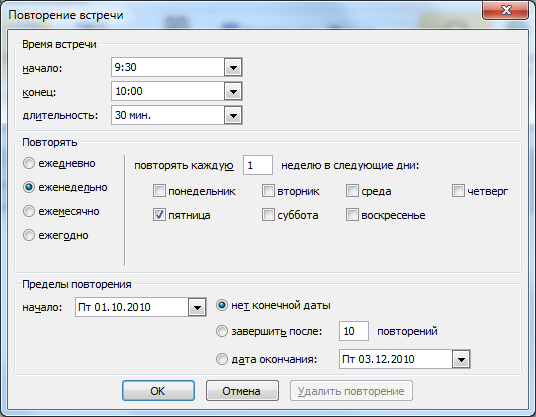 Повторение встречи
Время встречи
начало: 9:30
конец: 10:00
длительность: 30 мин.
Повторять
ежедневно
еженедельно
ежемесячно
ежегодно
повторять каждую 1 неделю в следующие дни:
понедельник вторник среда четверг
пятница суббота воскресенье
Пределы повторения
начало: Пт 01.10.2010
нет конечной даты
завершить после: 10 повторений
дата окончания: Пт 03.12.2010
OK Отмена Удалить повторение